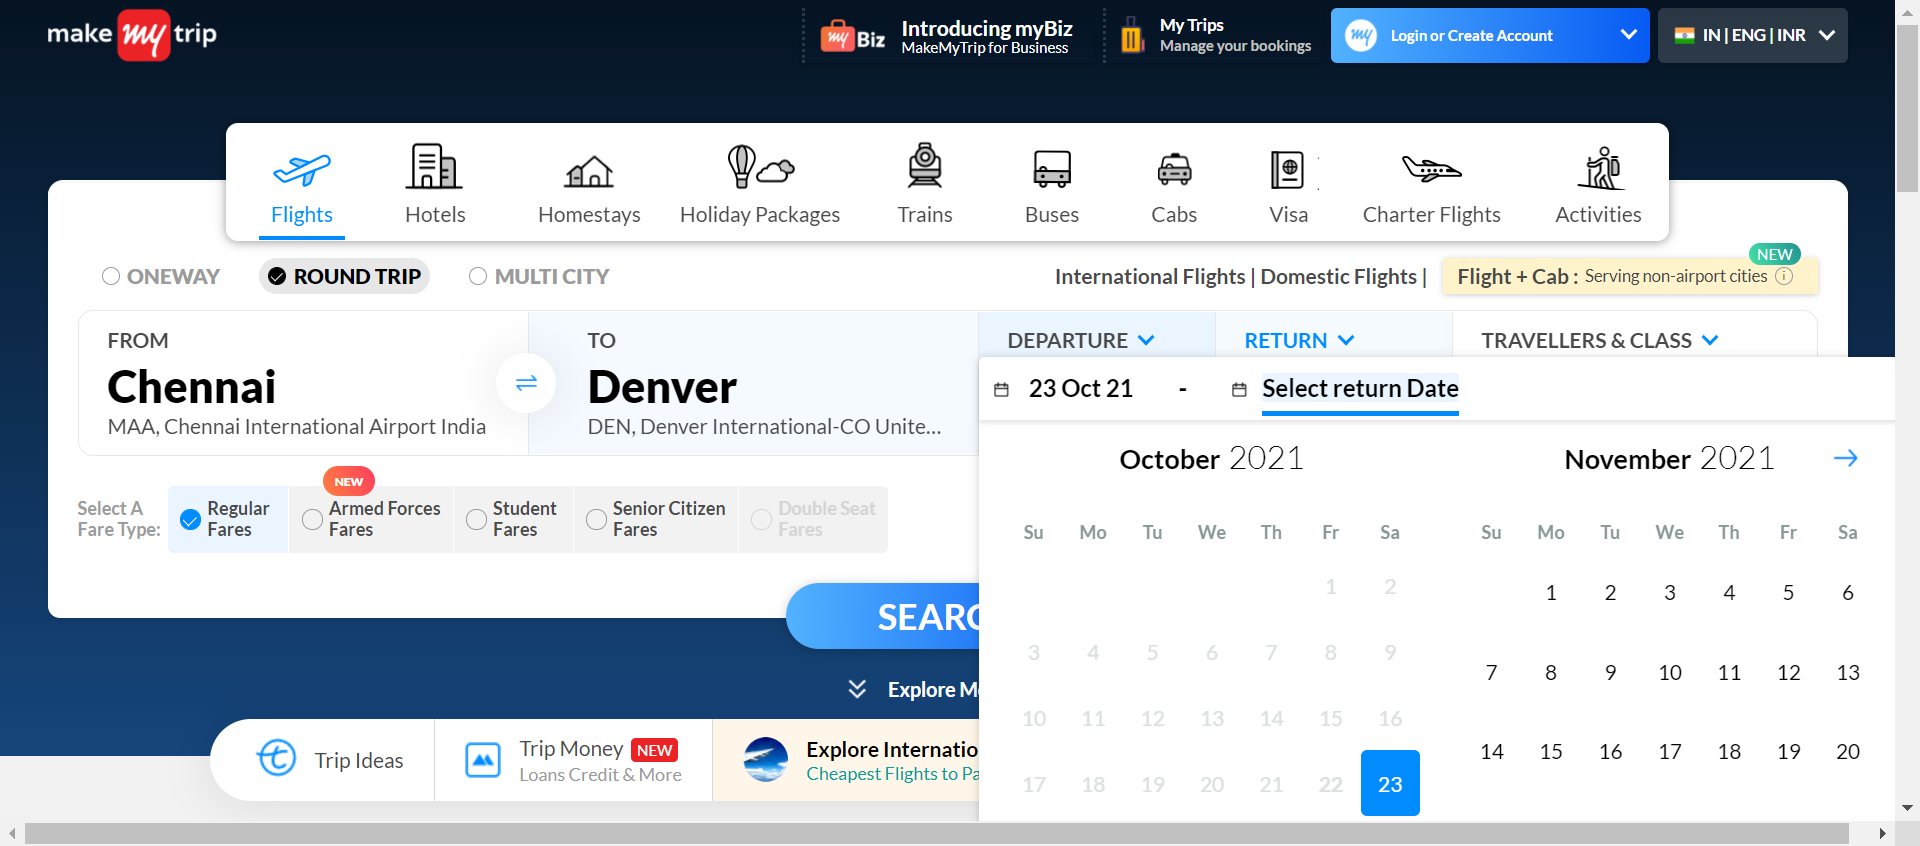 make my trip
my Biz
Introducing myBiz
MakeMyTrip for Business
My Trips
Manage your bookings
my
Login or Create Account
IN | ENG | INR
Flights
Hotels
Homestays
Holiday Packages
Trains
Buses
Cabs
Visa
Charter Flights
Activities
ONEWAY
ROUND TRIP
MULTI CITY
International Flights | Domestic Flights |
NEW
Flight + Cab : Serving non-airport cities
FROM
Chennai
MAA, Chennai International Airport India
TO
Denver
DEN, Denver International-CO Unite...
DEPARTURE
RETURN
TRAVELLERS & CLASS
23 Oct 21 - Select return Date
October 2021
Su Mo Tu We Th Fr Sa
1 2
3 4 5 6 7 8 9
10 11 12 13 14 15 16
17 18 19 20 21 22 23
November 2021
Su Mo Tu We Th Fr Sa
1 2 3 4 5 6
7 8 9 10 11 12 13
14 15 16 17 18 19 20
Select A
Fare Type:
Regular
Fares
NEW
Armed Forces
Fares
Student
Fares
Senior Citizen
Fares
Double Seat
Fares
SEARC
Explore M
Trip Ideas
Trip Money NEW
Loans Credit & More
Explore Internatio
Cheapest Flights to Pa